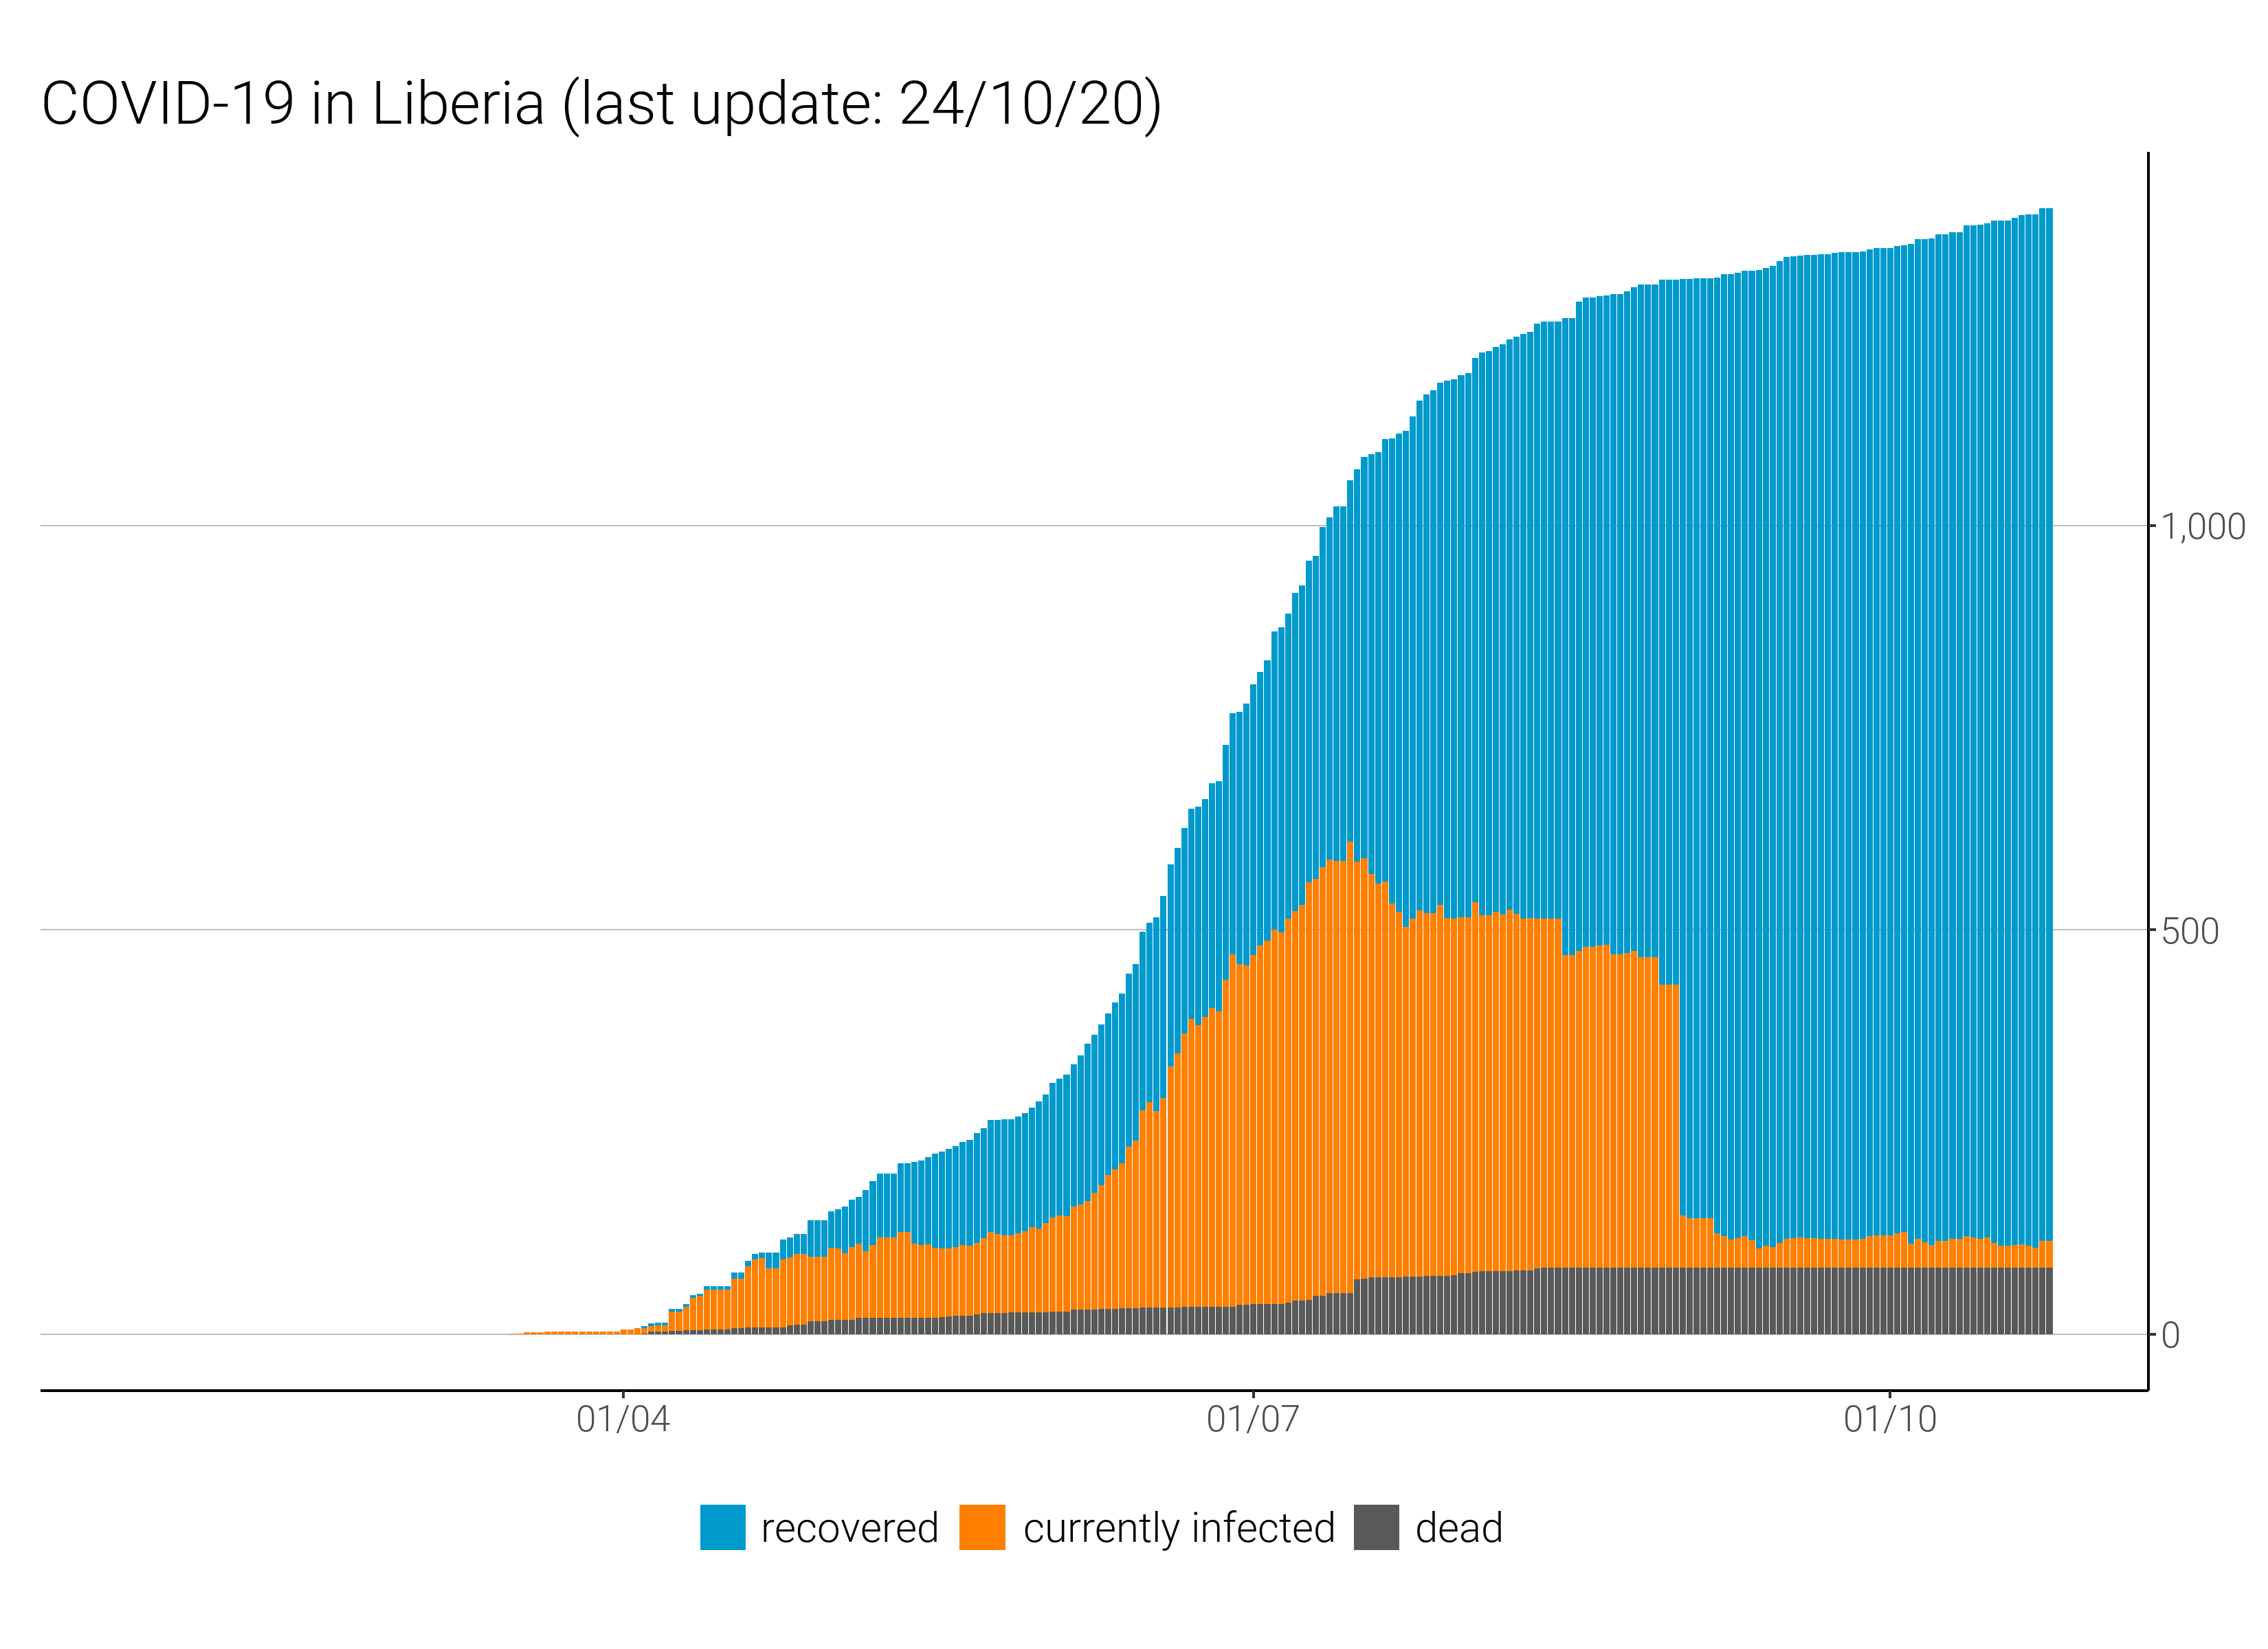 COVID-19 in Liberia (last update: 24/10/20)
1,000
500
0
01/04 01/07 01/10
recovered currently infected dead